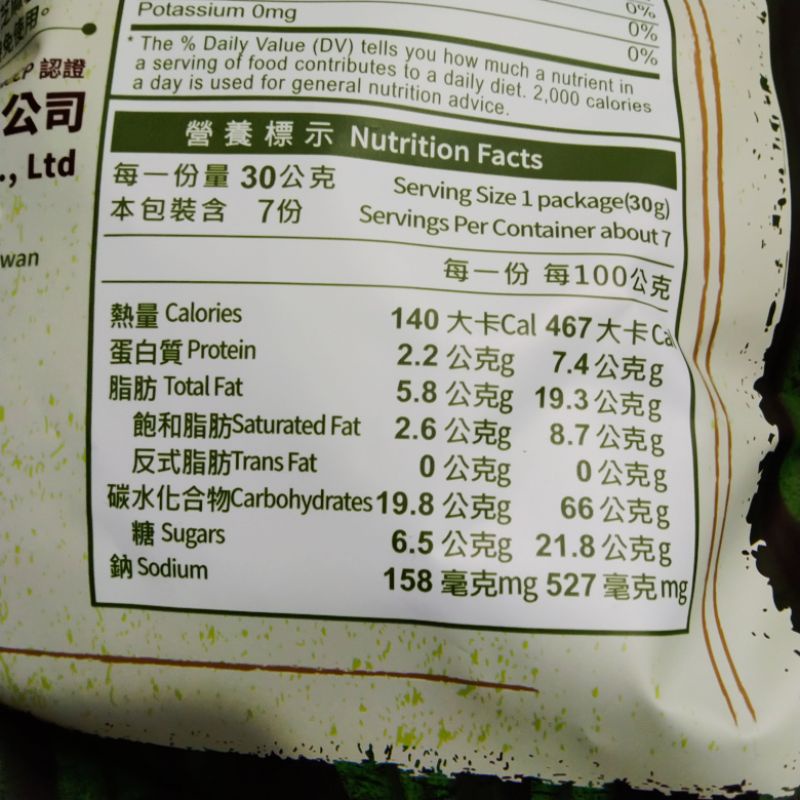 Potassium 0mg
0%
0%
0%
* The % Daily Value (DV) tells you how much a nutrient in
a serving of food contributes to a daily diet. 2,000 calories
a day is used for general nutrition advice.
免使用。
認證
公司
., Ltd
wan
營養標示 Nutrition Facts
每一份量 30公克 Serving Size 1 package(30g)
本包裝含 7份 Servings Per Container about 7
每一份 每100公克
熱量 Calories 140 大卡Cal 467 大卡Cal
蛋白質 Protein 2.2 公克g 7.4 公克g
脂肪 Total Fat 5.8 公克g 19.3 公克g
飽和脂肪Saturated Fat 2.6 公克g 8.7 公克g
反式脂肪Trans Fat 0 公克g 0 公克g
碳水化合物Carbohydrates 19.8 公克g 66 公克g
糖 Sugars 6.5 公克g 21.8 公克g
鈉 Sodium 158 毫克mg 527 毫克mg